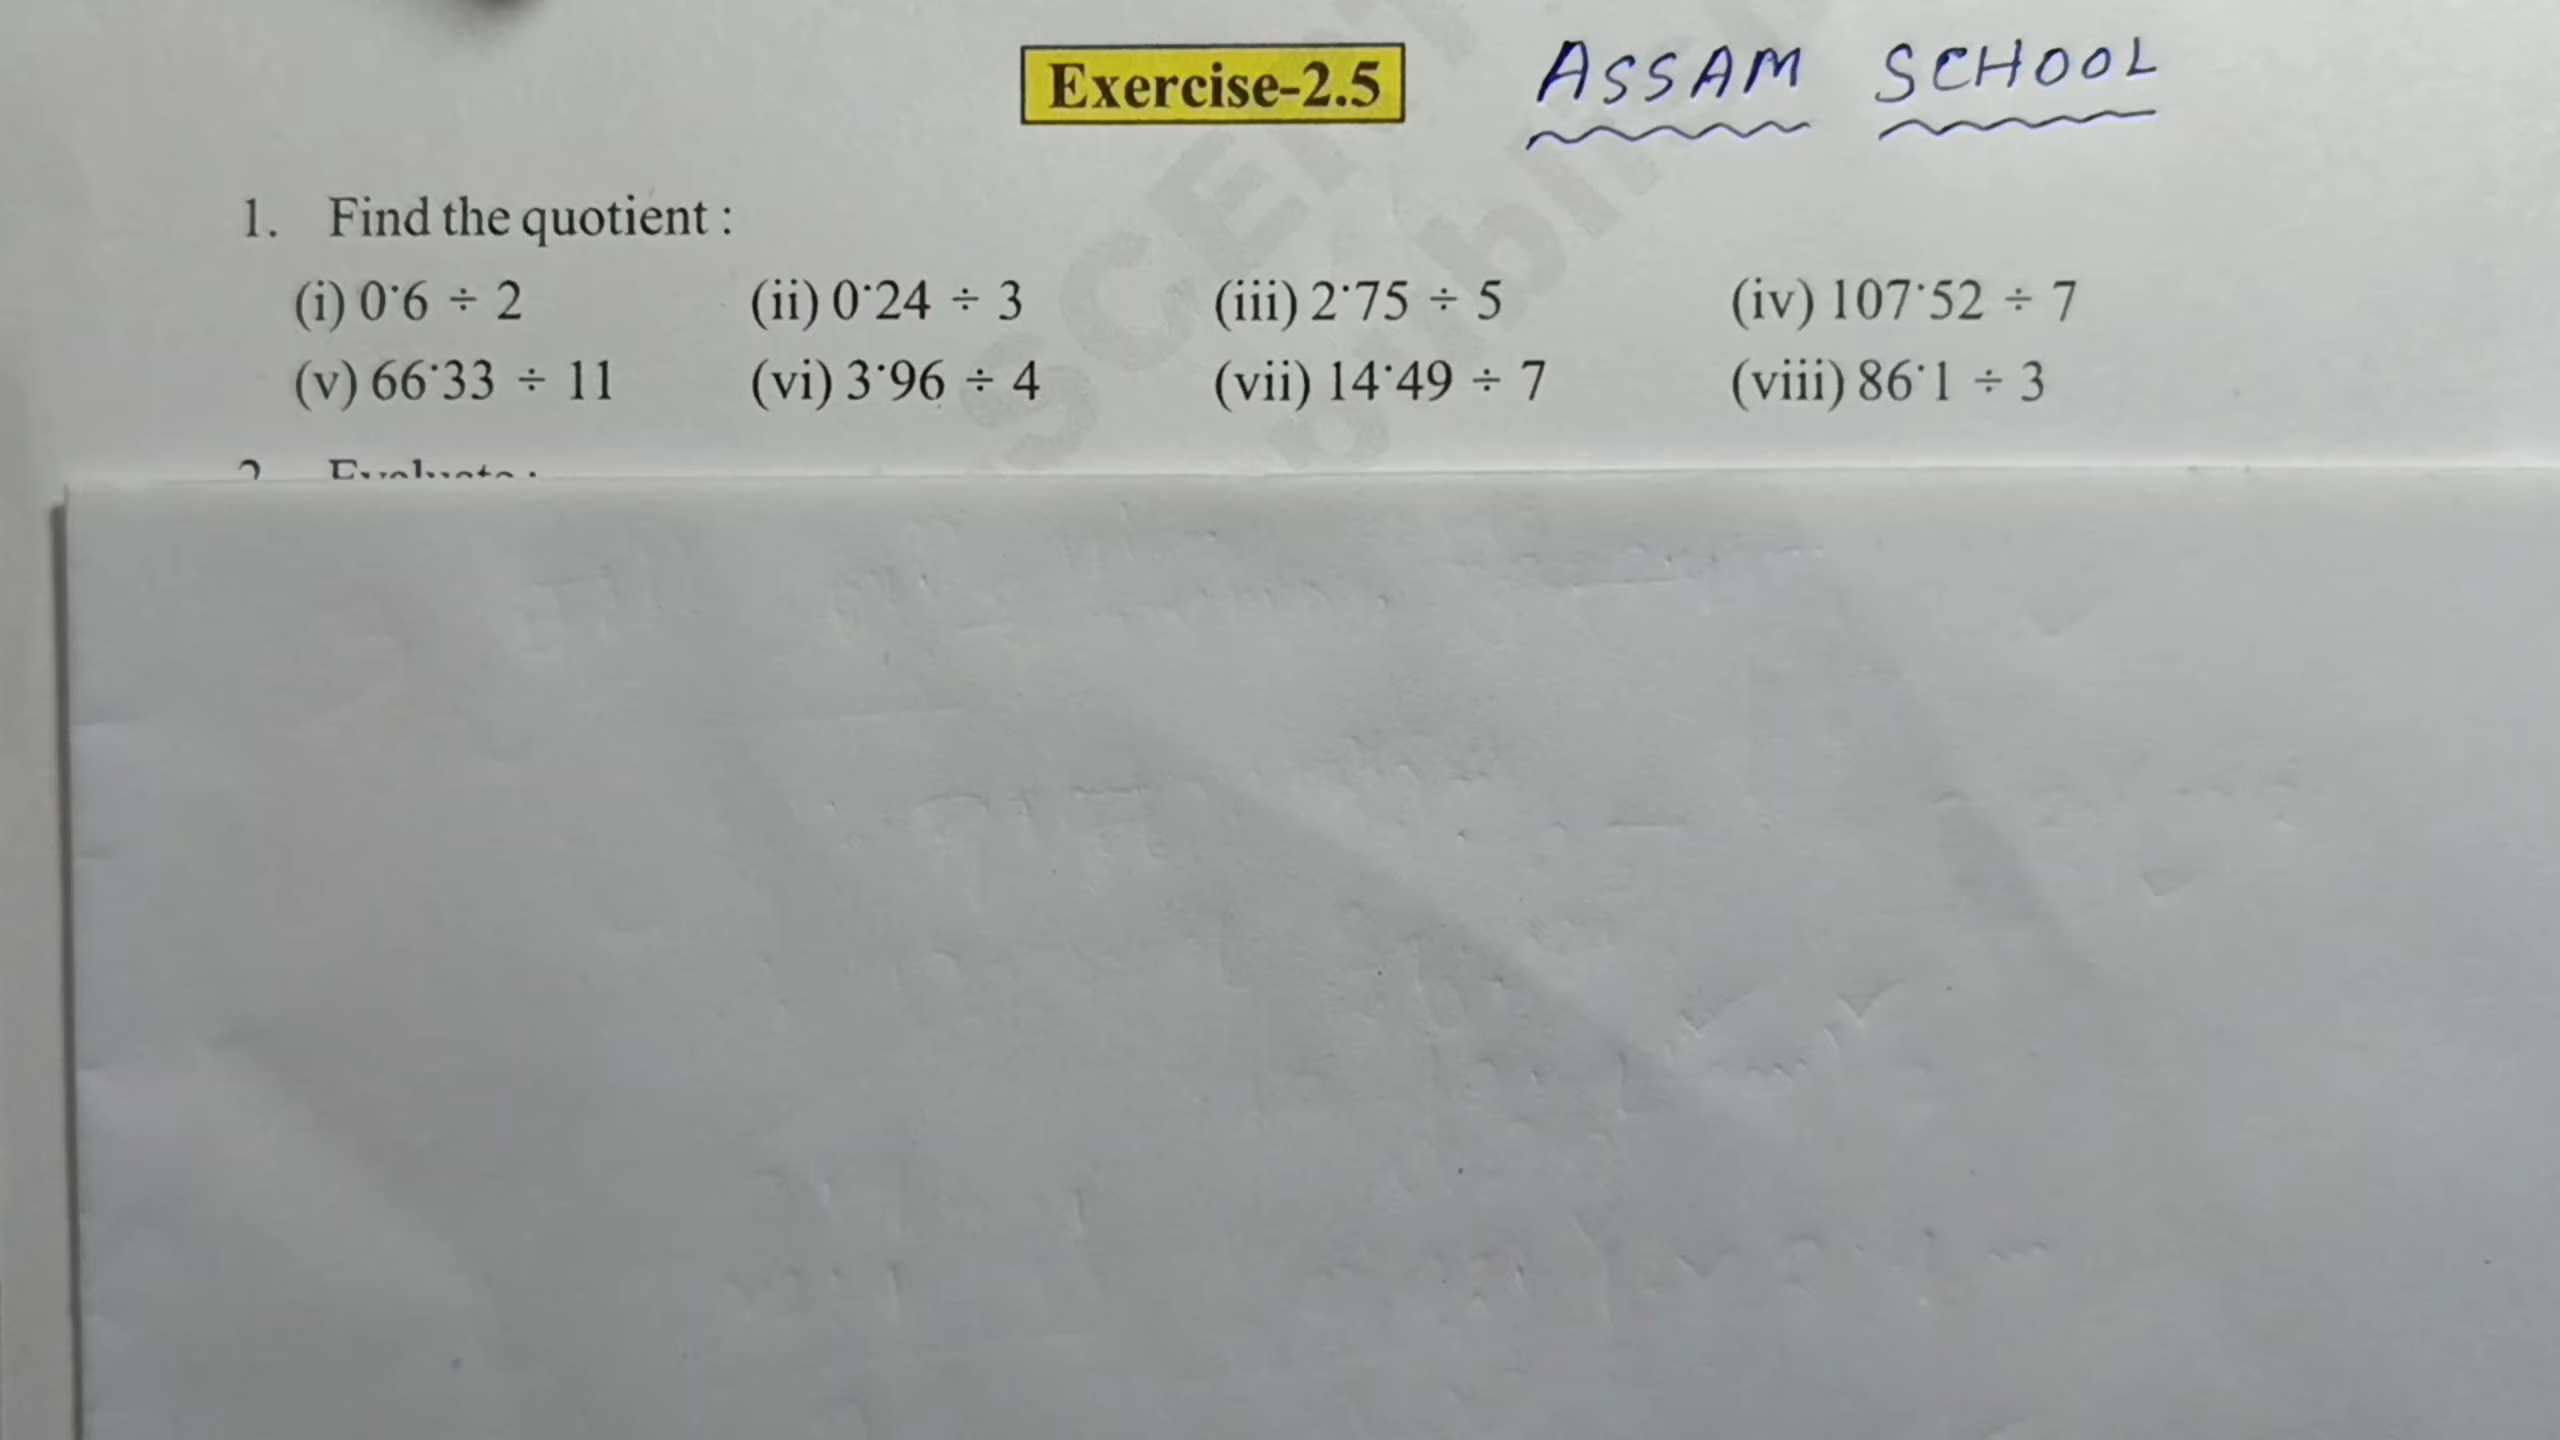 Exercise-2.5 ASSAM SCHOOL
1. Find the quotient :
(i) 0·6 ÷ 2 (ii) 0·24 ÷ 3 (iii) 2·75 ÷ 5 (iv) 107·52 ÷ 7
(v) 66·33 ÷ 11 (vi) 3·96 ÷ 4 (vii) 14·49 ÷ 7 (viii) 86·1 ÷ 3